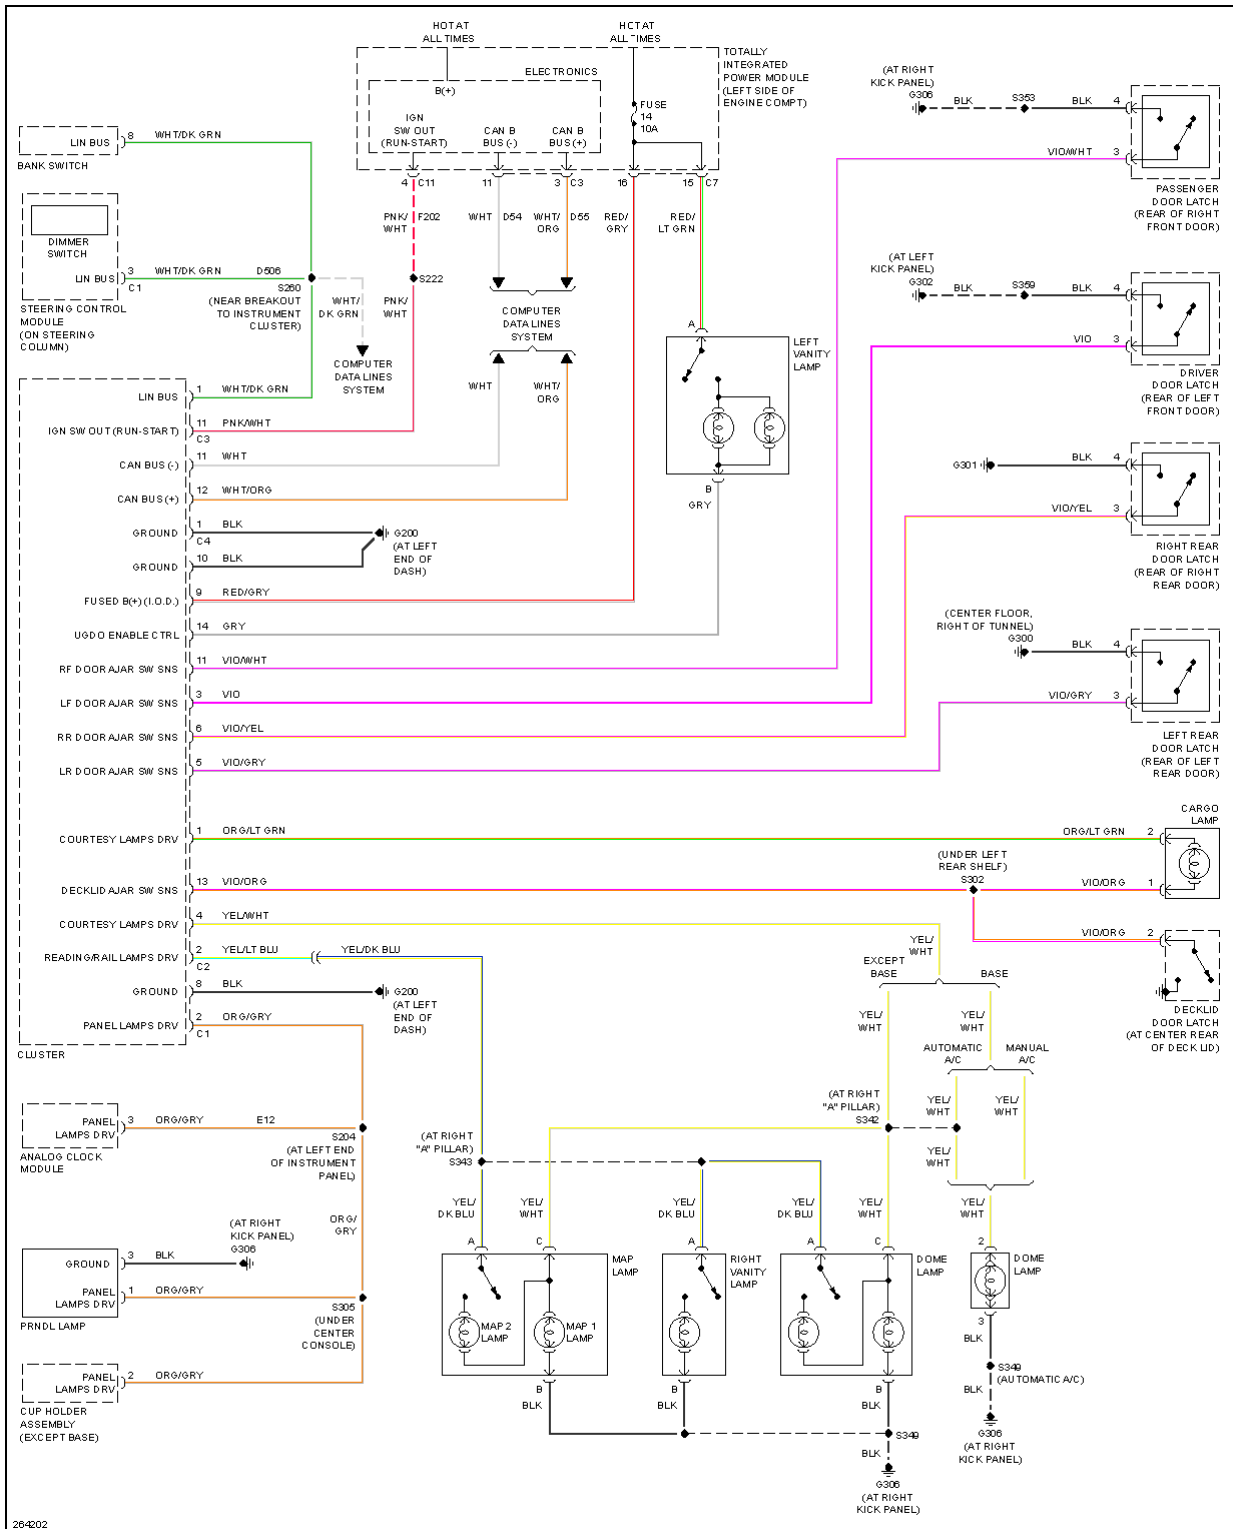 HOT AT
ALL TIMES
HOT AT
ALL TIMES
TOTALLY
INTEGRATED
POWER MODULE
(LEFT SIDE OF
ENGINE COMPT)
ELECTRONICS
B(+)
IGN
SW OUT
(RUN-START)
CAN B
BUS (-)
CAN B
BUS (+)
FUSE
14
10A
4 C11
11
3 C3
16
15 C7
PNK/
WHT
F202
WHT
D54
WHT/
ORG
D55
RED/
GRY
RED/
LT GRN
S222
PNK/
WHT
COMPUTER
DATA LINES
SYSTEM
WHT
WHT/
ORG
LIN BUS
8
WHT/DK GRN
BANK SWITCH
DIMMER
SWITCH
LIN BUS
3
C1
WHT/DK GRN
D506
STEERING CONTROL
MODULE
(ON STEERING
COLUMN)
S260
(NEAR BREAKOUT
TO INSTRUMENT
CLUSTER)
WHT/
DK GRN
COMPUTER
DATA LINES
SYSTEM
A
LEFT
VANITY
LAMP
B
GRY
(AT RIGHT
KICK PANEL)
G306
BLK
S353
BLK
4
VIO/WHT
3
PASSENGER
DOOR LATCH
(REAR OF RIGHT
FRONT DOOR)
(AT LEFT
KICK PANEL)
G302
BLK
S359
BLK
4
VIO
3
DRIVER
DOOR LATCH
(REAR OF LEFT
FRONT DOOR)
G301
BLK
4
VIO/YEL
3
RIGHT REAR
DOOR LATCH
(REAR OF RIGHT
REAR DOOR)
(CENTER FLOOR,
RIGHT OF TUNNEL)
G300
BLK
4
VIO/GRY
3
LEFT REAR
DOOR LATCH
(REAR OF LEFT
REAR DOOR)
LIN BUS
1
WHT/DK GRN
IGN SW OUT (RUN-START)
11
C3
PNK/WHT
CAN BUS (-)
11
WHT
CAN BUS (+)
12
WHT/ORG
GROUND
1
C4
BLK
G200
(AT LEFT
END OF
DASH)
GROUND
10
BLK
FUSED B(+) (I.O.D.)
9
RED/GRY
UGDO ENABLE CTRL
14
GRY
RF DOOR AJAR SW SNS
11
VIO/WHT
LF DOOR AJAR SW SNS
3
VIO
RR DOOR AJAR SW SNS
6
VIO/YEL
LR DOOR AJAR SW SNS
5
VIO/GRY
COURTESY LAMPS DRV
1
ORG/LT GRN
ORG/LT GRN
2
CARGO
LAMP
DECKLID AJAR SW SNS
13
VIO/ORG
(UNDER LEFT
REAR SHELF)
S302
VIO/ORG
1
COURTESY LAMPS DRV
4
YEL/WHT
READING/RAIL LAMPS DRV
2
C2
YEL/LT BLU
YEL/DK BLU
GROUND
8
BLK
G200
(AT LEFT
END OF
DASH)
PANEL LAMPS DRV
2
C1
ORG/GRY
CLUSTER
VIO/ORG
2
DECKLID
DOOR LATCH
(AT CENTER REAR
OF DECK LID)
YEL/
WHT
EXCEPT
BASE
BASE
YEL/
WHT
YEL/
WHT
AUTOMATIC
A/C
MANUAL
A/C
YEL/
WHT
YEL/
WHT
(AT RIGHT
"A" PILLAR)
S342
YEL/
WHT
PANEL
LAMPS DRV
3
ORG/GRY
E12
ANALOG CLOCK
MODULE
S204
(AT LEFT END
OF INSTRUMENT
PANEL)
(AT RIGHT
"A" PILLAR)
S343
ORG/
GRY
YEL/
DK BLU
YEL/
WHT
YEL/
DK BLU
YEL/
DK BLU
YEL/
WHT
YEL/
WHT
(AT RIGHT
KICK PANEL)
G306
GROUND
3
BLK
PANEL
LAMPS DRV
1
ORG/GRY
PRNDL LAMP
S305
(UNDER
CENTER
CONSOLE)
PANEL
LAMPS DRV
2
ORG/GRY
CUP HOLDER
ASSEMBLY
(EXCEPT BASE)
A
C
MAP
LAMP
MAP 2
LAMP
MAP 1
LAMP
B
BLK
A
RIGHT
VANITY
LAMP
B
BLK
A
C
DOME
LAMP
B
BLK
S349
BLK
G306
(AT RIGHT
KICK PANEL)
2
DOME
LAMP
3
BLK
S349
(AUTOMATIC A/C)
BLK
G306
(AT RIGHT
KICK PANEL)
264202